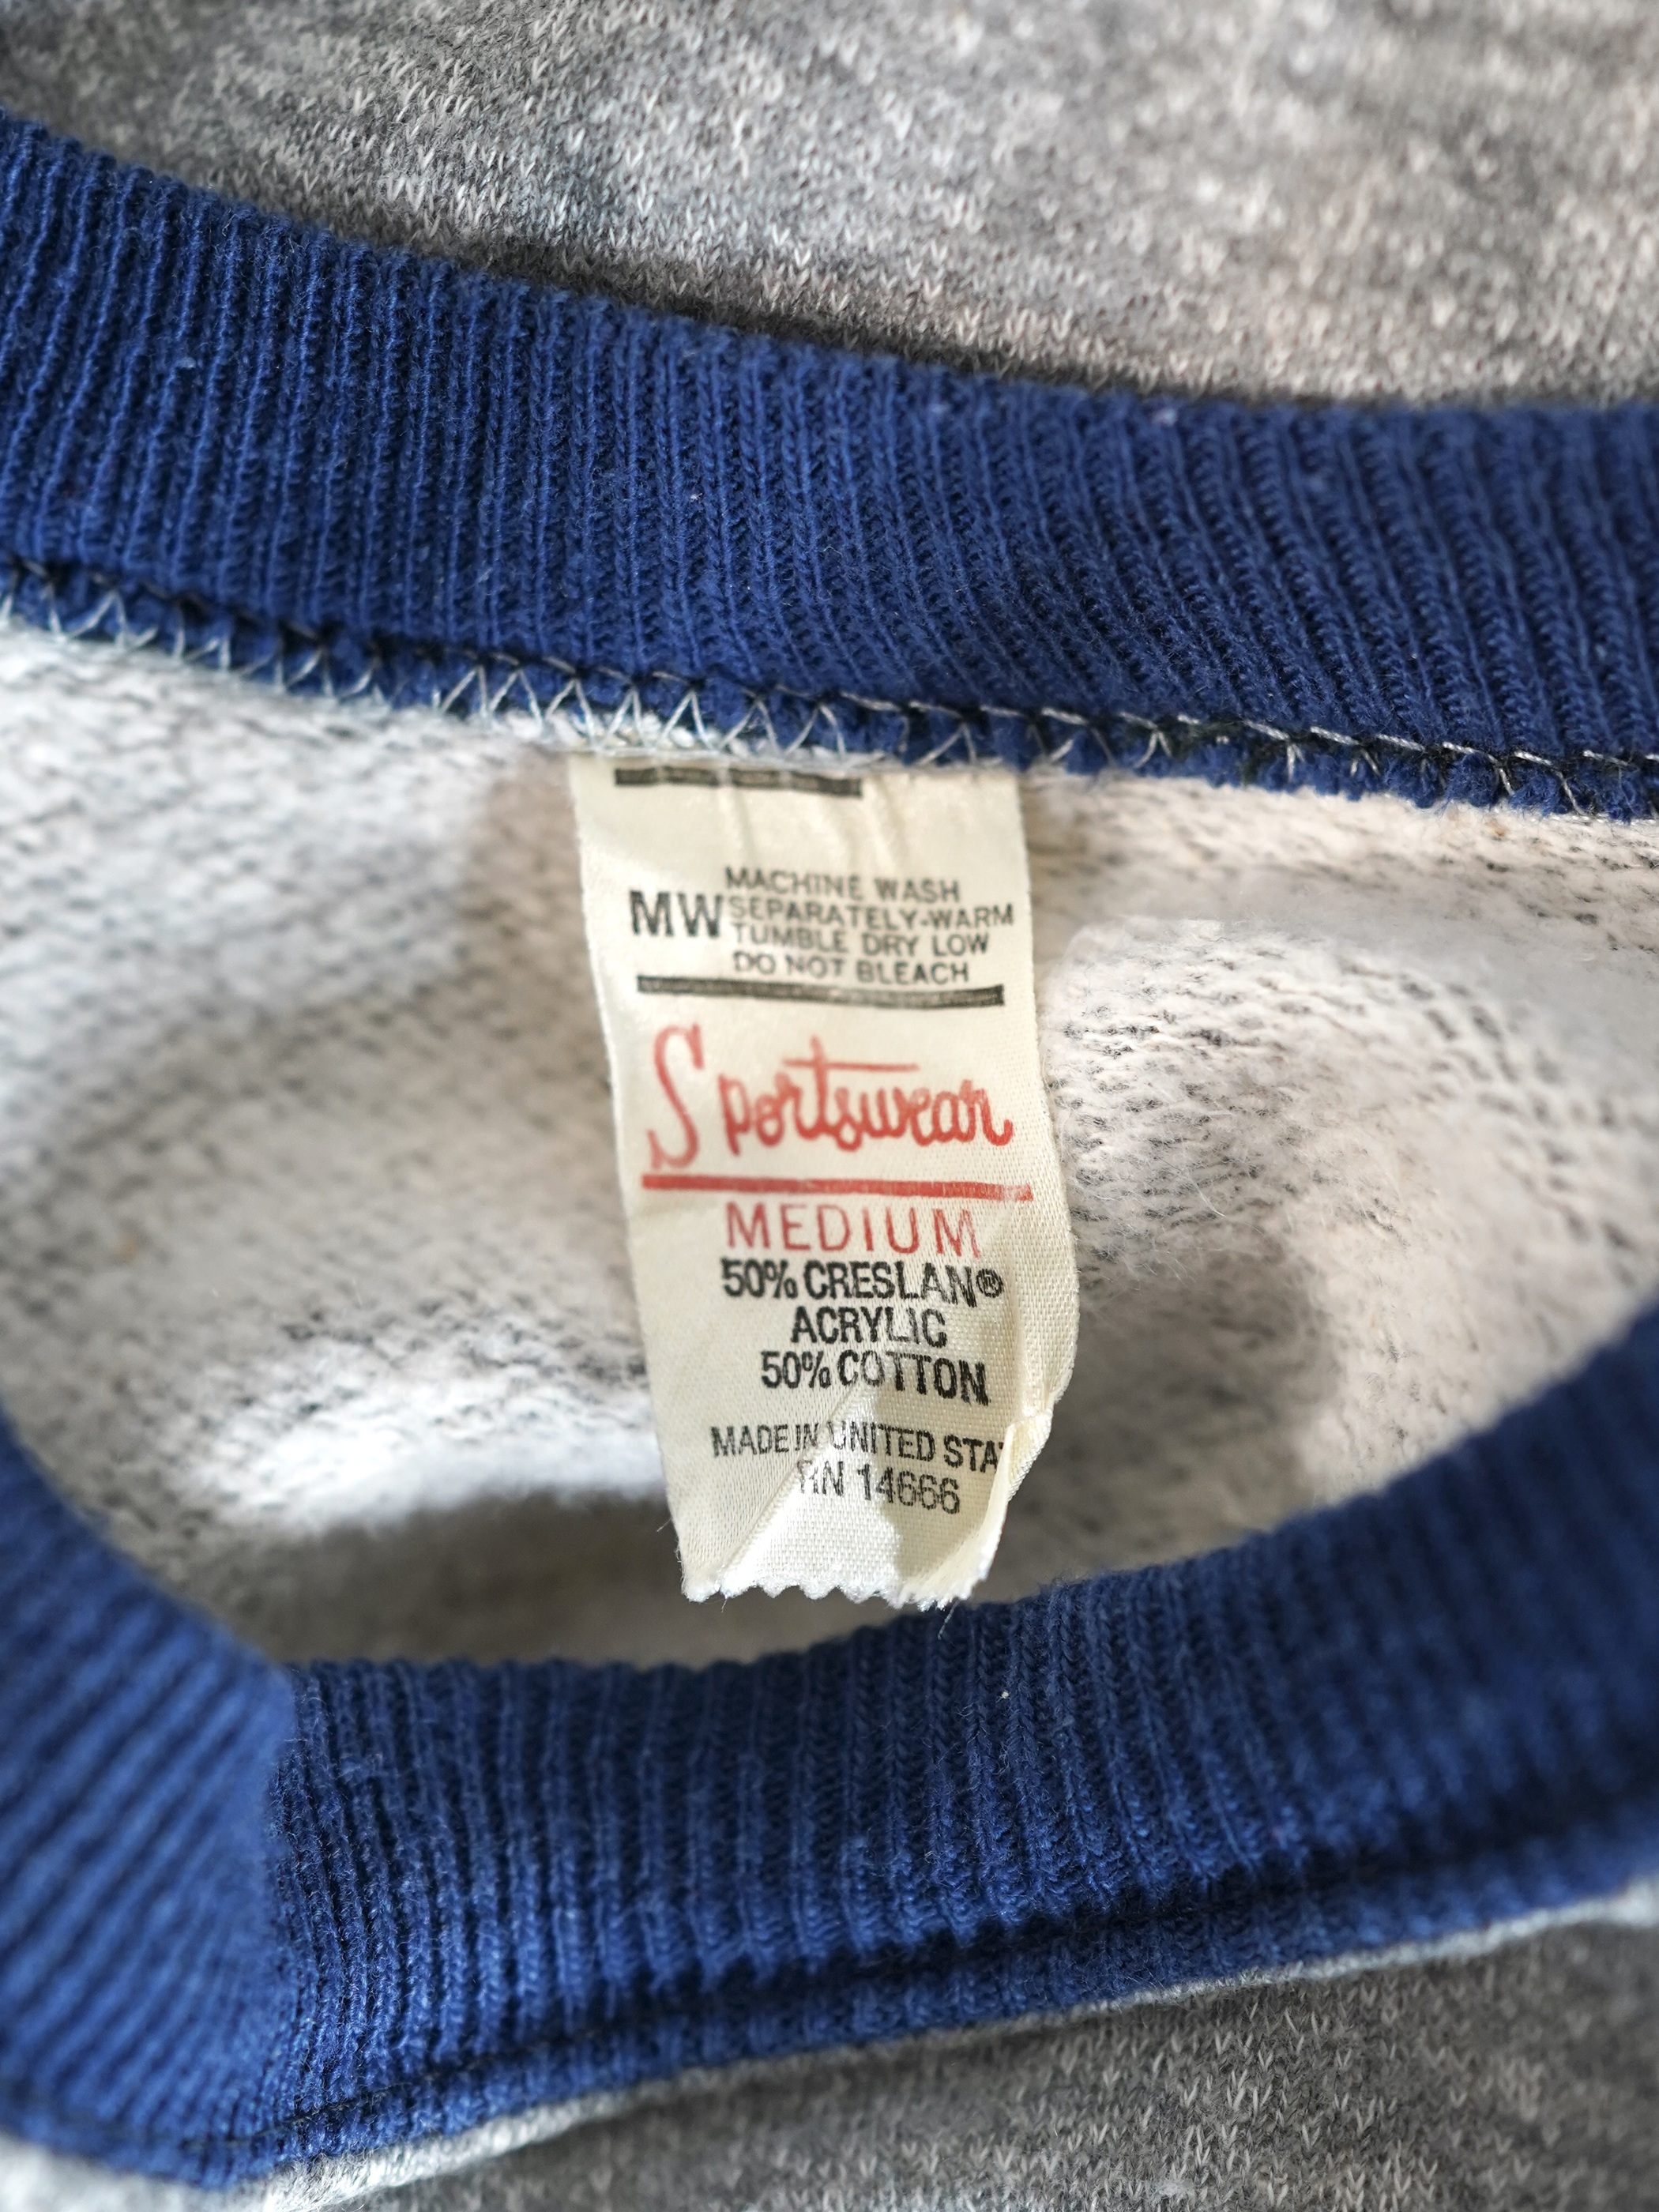 MACHINE WASH
MW SEPARATELY-WARM
TUMBLE DRY LOW
DO NOT BLEACH
Sportswear
MEDIUM
50% CRESLAN®
ACRYLIC
50% COTTON
MADE IN UNITED STA
RN 14666